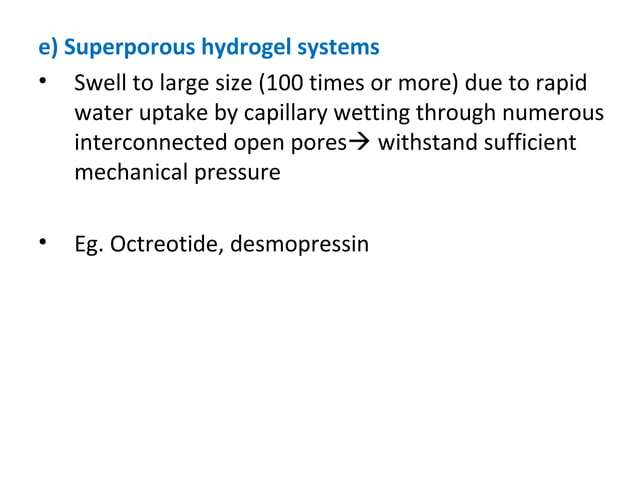 e) Superporous hydrogel systems
• Swell to large size (100 times or more) due to rapid
water uptake by capillary wetting through numerous
interconnected open pores→ withstand sufficient
mechanical pressure
• Eg. Octreotide, desmopressin